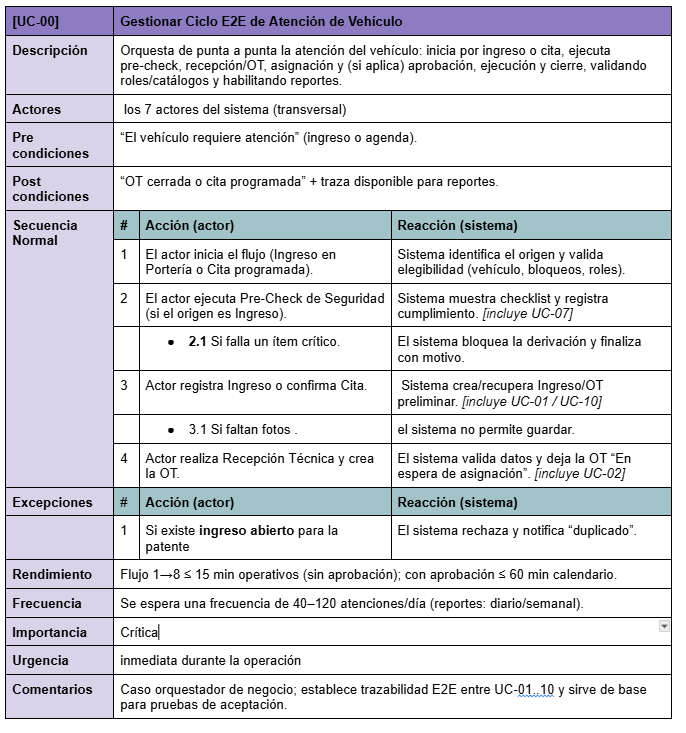 [UC-00] Gestionar Ciclo E2E de Atención de Vehículo
Descripción Orquesta de punta a punta la atención del vehículo: inicia por ingreso o cita, ejecuta
pre-check, recepción/OT, asignación y (si aplica) aprobación, ejecución y cierre, validando
roles/catálogos y habilitando reportes.
Actores los 7 actores del sistema (transversal)
Pre
condiciones
“El vehículo requiere atención” (ingreso o agenda).
Post
condiciones
“OT cerrada o cita programada” + traza disponible para reportes.
Secuencia
Normal
# Acción (actor) Reacción (sistema)
1 El actor inicia el flujo (Ingreso en
Portería o Cita programada).
Sistema identifica el origen y valida
elegibilidad (vehículo, bloqueos, roles).
2 El actor ejecuta Pre-Check de Seguridad
(si el origen es Ingreso).
Sistema muestra checklist y registra
cumplimiento. [incluye UC-07]
● 2.1 Si falla un ítem crítico.
El sistema bloquea la derivación y finaliza
con motivo.
3 Actor registra Ingreso o confirma Cita.
Sistema crea/recupera Ingreso/OT
preliminar. [incluye UC-01 / UC-10]
● 3.1 Si faltan fotos .
el sistema no permite guardar.
4 Actor realiza Recepción Técnica y crea
la OT.
El sistema valida datos y deja la OT “En
espera de asignación”. [incluye UC-02]
Excepciones # Acción (actor) Reacción (sistema)
1 Si existe ingreso abierto para la
patente
El sistema rechaza y notifica “duplicado”.
Rendimiento Flujo 1→8 ≤ 15 min operativos (sin aprobación); con aprobación ≤ 60 min calendario.
Frecuencia Se espera una frecuencia de 40–120 atenciones/día (reportes: diario/semanal).
Importancia Crítica
Urgencia inmediata durante la operación
Comentarios Caso orquestador de negocio; establece trazabilidad E2E entre UC-01..10 y sirve de base
para pruebas de aceptación.